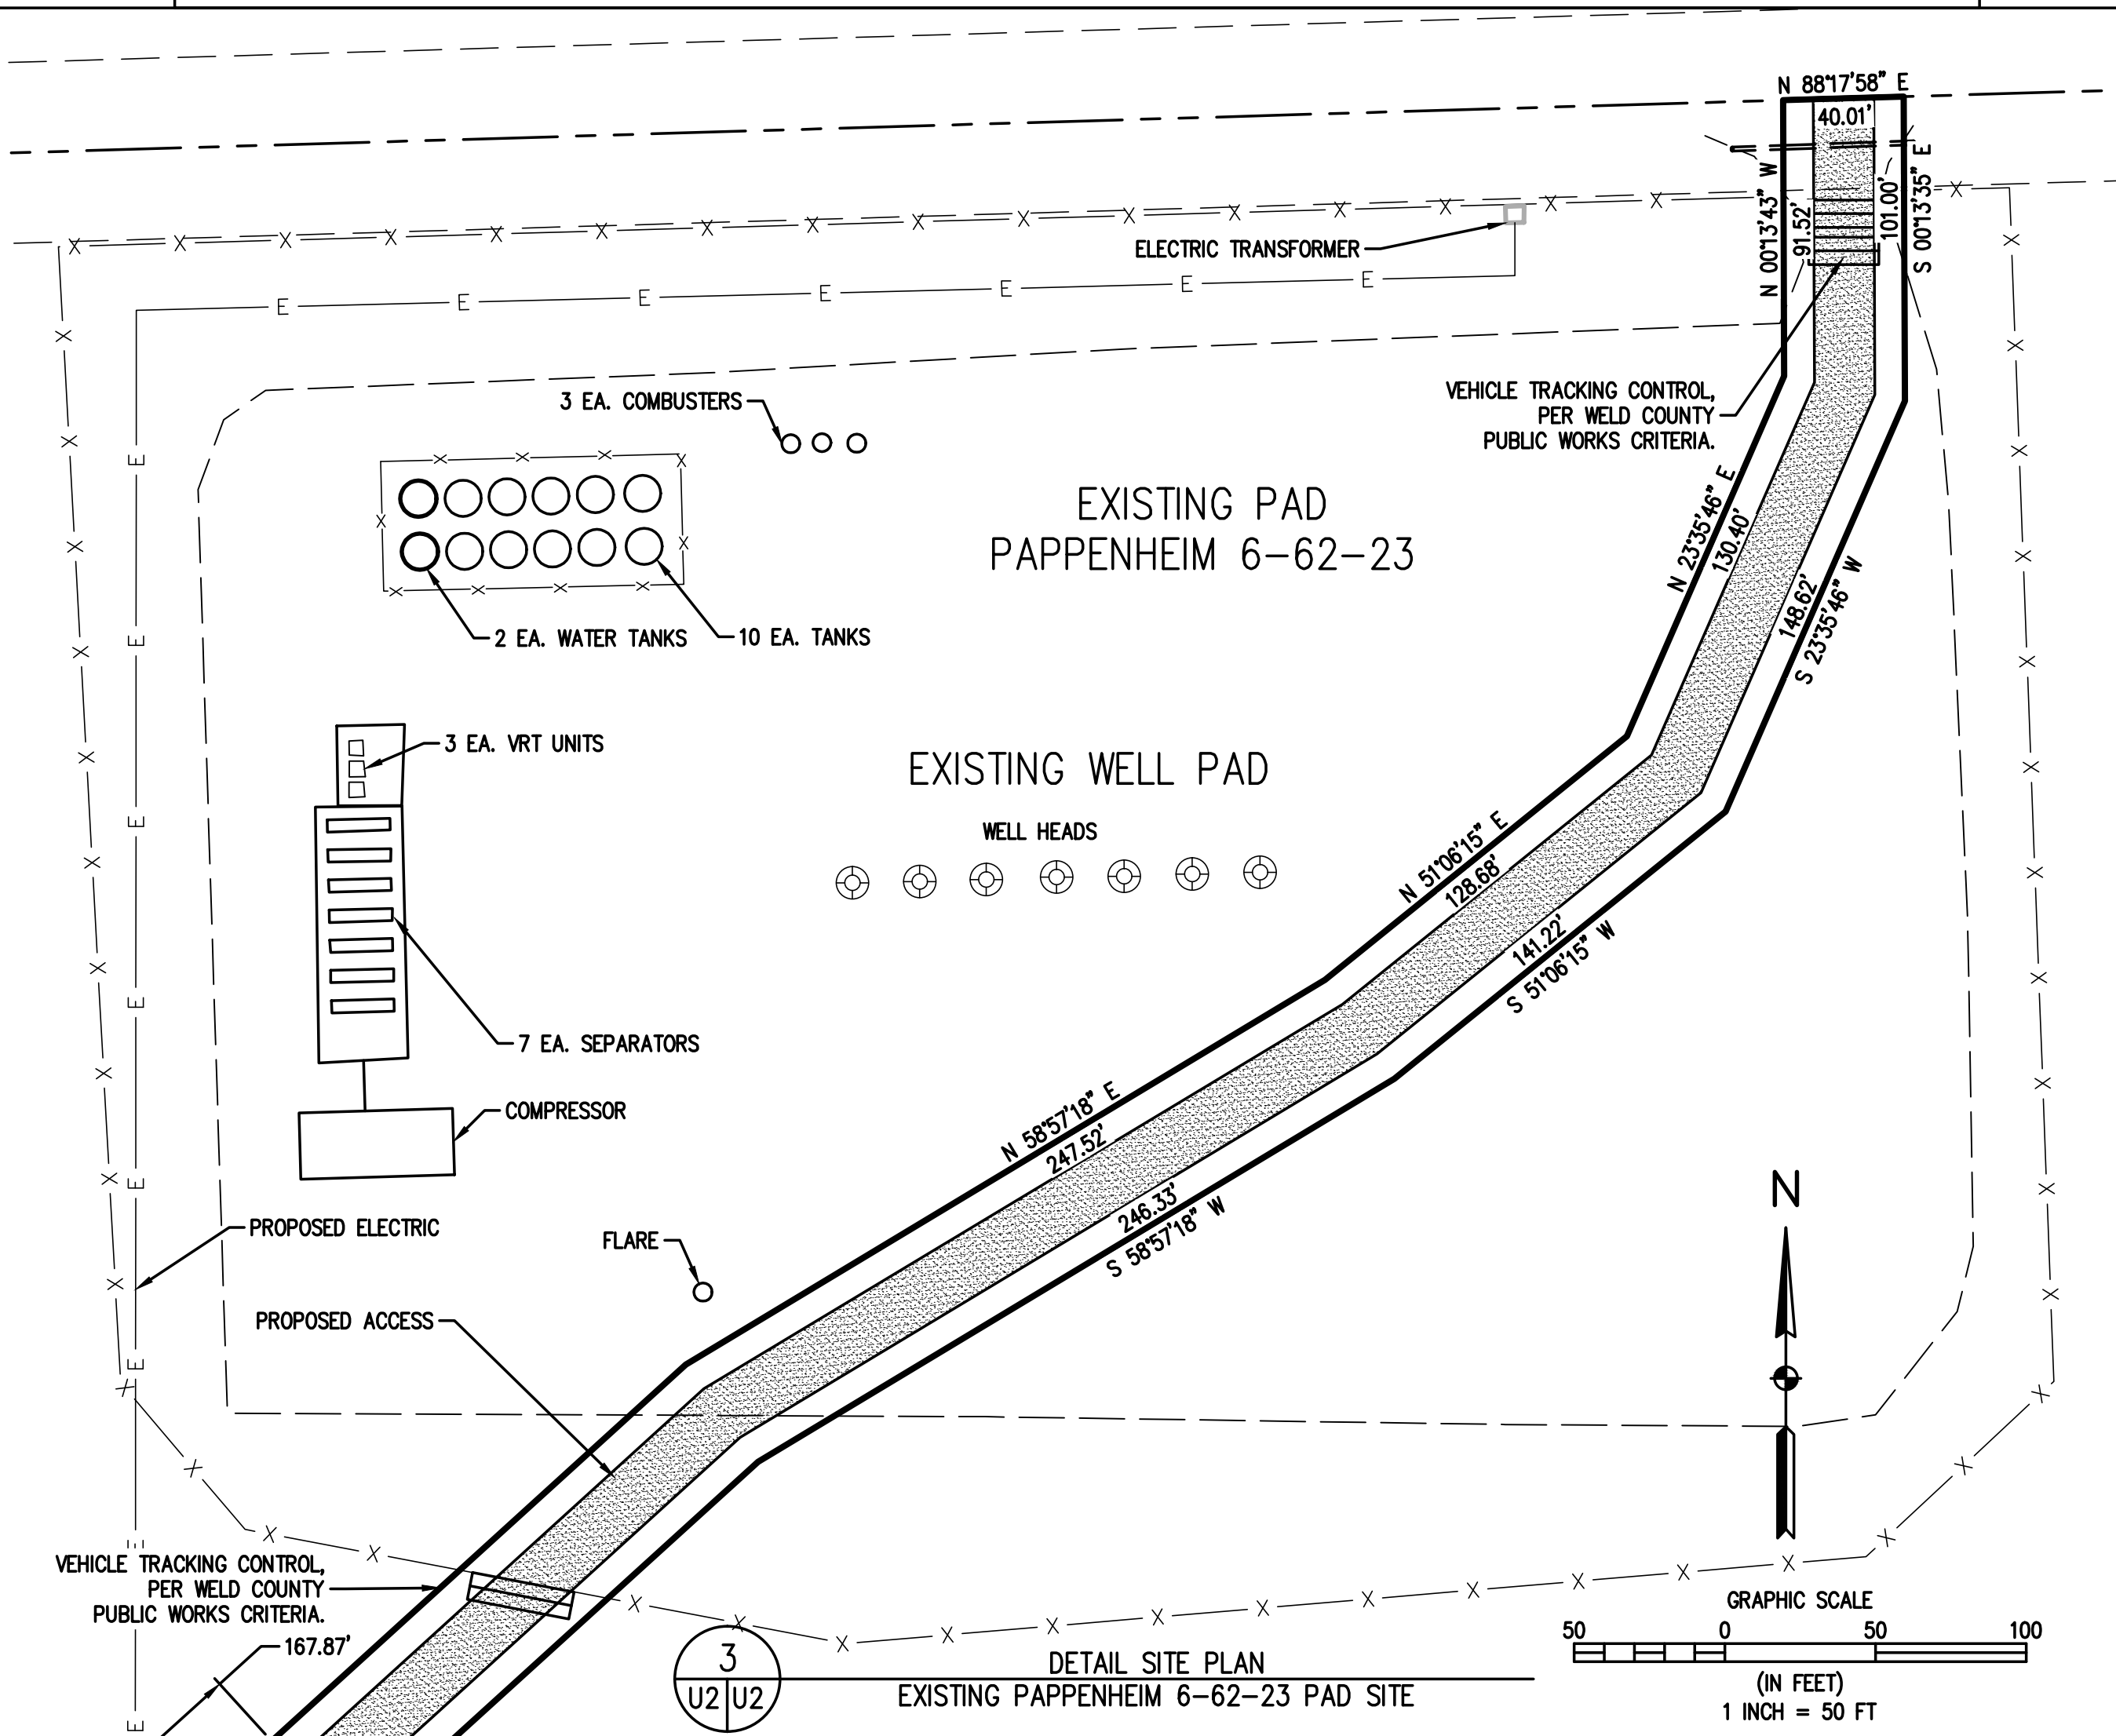 N 88°17'58" E
40.01'
N 00°13'43" W
91.52'
101.00'
S 00°13'35" E
ELECTRIC TRANSFORMER
3 EA. COMBUSTERS
VEHICLE TRACKING CONTROL,
PER WELD COUNTY
PUBLIC WORKS CRITERIA.
EXISTING PAD
PAPPENHEIM 6-62-23
N 23°35'46" E
130.40'
148.62'
S 23°35'46" W
2 EA. WATER TANKS
10 EA. TANKS
3 EA. VRT UNITS
EXISTING WELL PAD
WELL HEADS
N 51°06'15" E
128.68'
141.22'
S 51°06'15" W
7 EA. SEPARATORS
COMPRESSOR
N 58°57'18" E
247.52'
246.33'
S 58°57'18" W
PROPOSED ELECTRIC
FLARE
PROPOSED ACCESS
N
VEHICLE TRACKING CONTROL,
PER WELD COUNTY
PUBLIC WORKS CRITERIA.
167.87'
3
U2 U2
DETAIL SITE PLAN
EXISTING PAPPENHEIM 6-62-23 PAD SITE
GRAPHIC SCALE
50 0 50 100
(IN FEET)
1 INCH = 50 FT
E E E E E E E
E
E
E
E
E
E
E
E